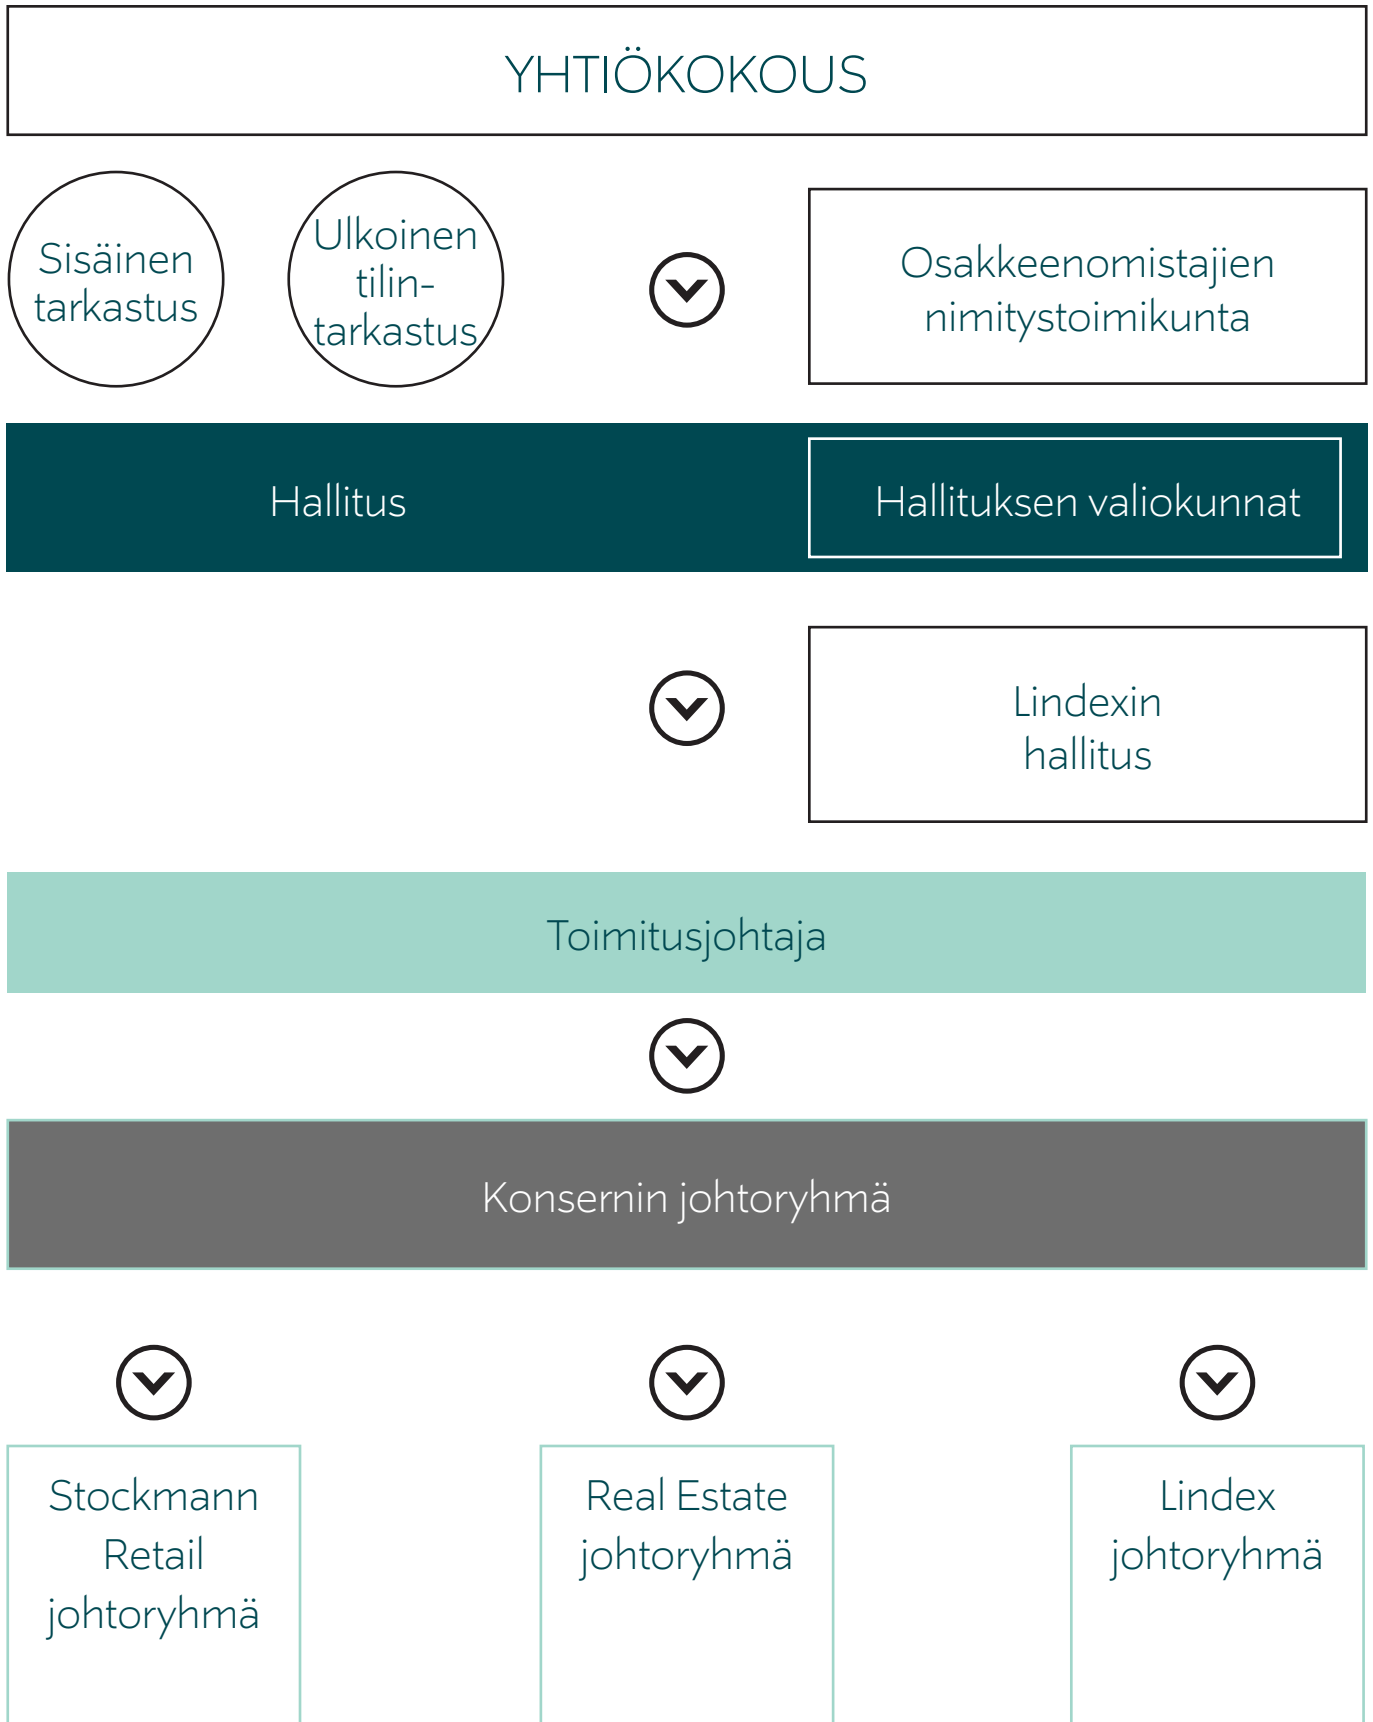 YHTIÖKOKOUS
Sisäinen
tarkastus
Ulkoinen
tilin-
tarkastus
Osakkeenomistajien
nimitystoimikunta
Hallitus
Hallituksen valiokunnat
Lindexin
hallitus
Toimitusjohtaja
Konsernin johtoryhmä
Stockmann
Retail
johtoryhmä
Real Estate
johtoryhmä
Lindex
johtoryhmä